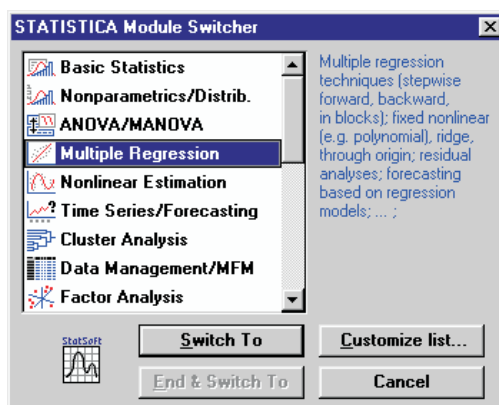 STATISTICA Module Switcher
Basic Statistics
Nonparametrics/Distrib.
ANOVA/MANOVA
Multiple Regression
Nonlinear Estimation
Time Series/Forecasting
Cluster Analysis
Data Management/MFM
Factor Analysis
Multiple regression
techniques (stepwise
forward, backward,
in blocks); fixed nonlinear
(e.g. polynomial), ridge,
through origin; residual
analyses; forecasting
based on regression
models; ... ;
StatSoft
Switch To
Customize list...
End & Switch To
Cancel